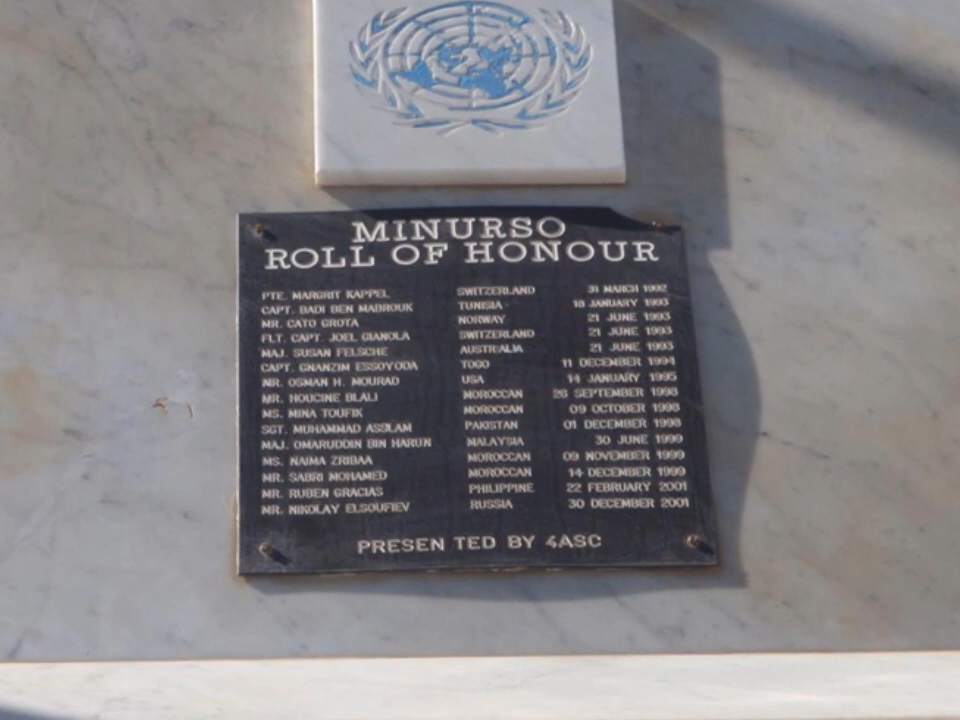 MINURSO
ROLL OF HONOUR
PTE. MARGRIT KAPPEL SWITZERLAND 31 MARCH 1992
CAPT. BADI BEN MABROUK TUNISIA 18 JANUARY 1993
MR. CATO GROTA NORWAY 21 JUNE 1993
FLT. CAPT. JOEL GIANOLA SWITZERLAND 21 JUNE 1993
MAJ. SUSAN FELSCHE AUSTRALIA 21 JUNE 1993
CAPT. GNANZIM ESSOYODA TOGO 11 DECEMBER 1994
MR. OSMAN H. MOURAD USA 14 JANUARY 1995
MR. HOUCINE BLALI MOROCCAN 26 SEPTEMBER 1998
MS. MINA TOUFIK MOROCCAN 09 OCTOBER 1998
SGT. MUHAMMAD ASSLAM PAKISTAN 01 DECEMBER 1998
MAJ. OMARUDDIN BIN HARUN MALAYSIA 30 JUNE 1999
MS. NAIMA ZRIBAA MOROCCAN 09 NOVEMBER 1999
MR. SABRI MOHAMED MOROCCAN 14 DECEMBER 1999
MR. RUBEN GRACIAS PHILIPPINE 22 FEBRUARY 2001
MR. NIKOLAY ELSOUFIEV RUSSIA 30 DECEMBER 2001
PRESEN TED BY 4ASC